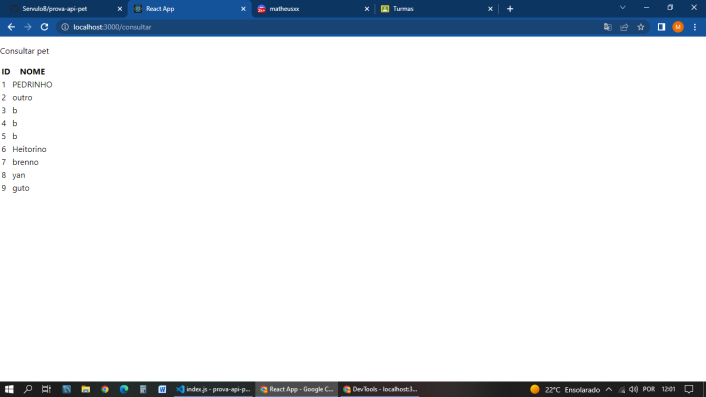 Servulo8/prova-api-pet
React App
matheusxx
Turmas
localhost:3000/consultar
M
Consultar pet
ID NOME
1 PEDRINHO
2 outro
3 b
4 b
5 b
6 Heitorino
7 brenno
8 yan
9 guto
index.js - prova-api-p...
React App - Google C...
DevTools - localhost:3...
22°C Ensolarado
POR
12:01